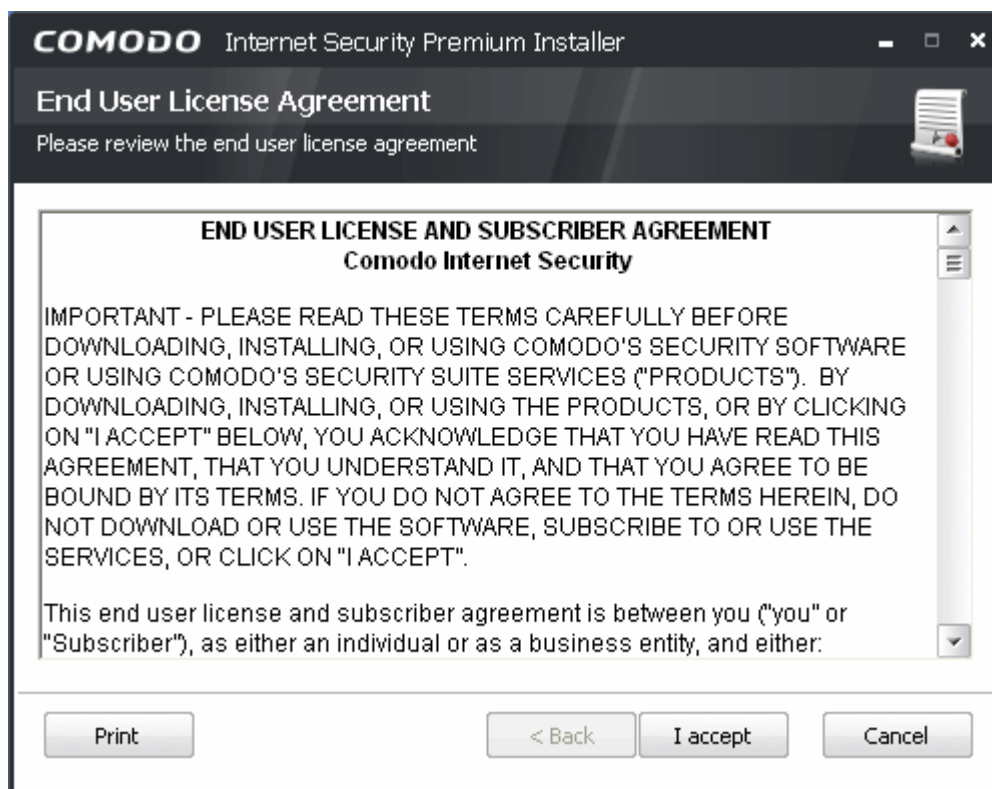 COMODO Internet Security Premium Installer
End User License Agreement
Please review the end user license agreement
END USER LICENSE AND SUBSCRIBER AGREEMENT
Comodo Internet Security
IMPORTANT - PLEASE READ THESE TERMS CAREFULLY BEFORE
DOWNLOADING, INSTALLING, OR USING COMODO'S SECURITY SOFTWARE
OR USING COMODO'S SECURITY SUITE SERVICES ("PRODUCTS").  BY
DOWNLOADING, INSTALLING, OR USING THE PRODUCTS, OR BY CLICKING
ON "I ACCEPT" BELOW, YOU ACKNOWLEDGE THAT YOU HAVE READ THIS
AGREEMENT, THAT YOU UNDERSTAND IT, AND THAT YOU AGREE TO BE
BOUND BY ITS TERMS. IF YOU DO NOT AGREE TO THE TERMS HEREIN, DO
NOT DOWNLOAD OR USE THE SOFTWARE, SUBSCRIBE TO OR USE THE
SERVICES, OR CLICK ON "I ACCEPT".
This end user license and subscriber agreement is between you ("you" or
"Subscriber"), as either an individual or as a business entity, and either:
Print
< Back
I accept
Cancel